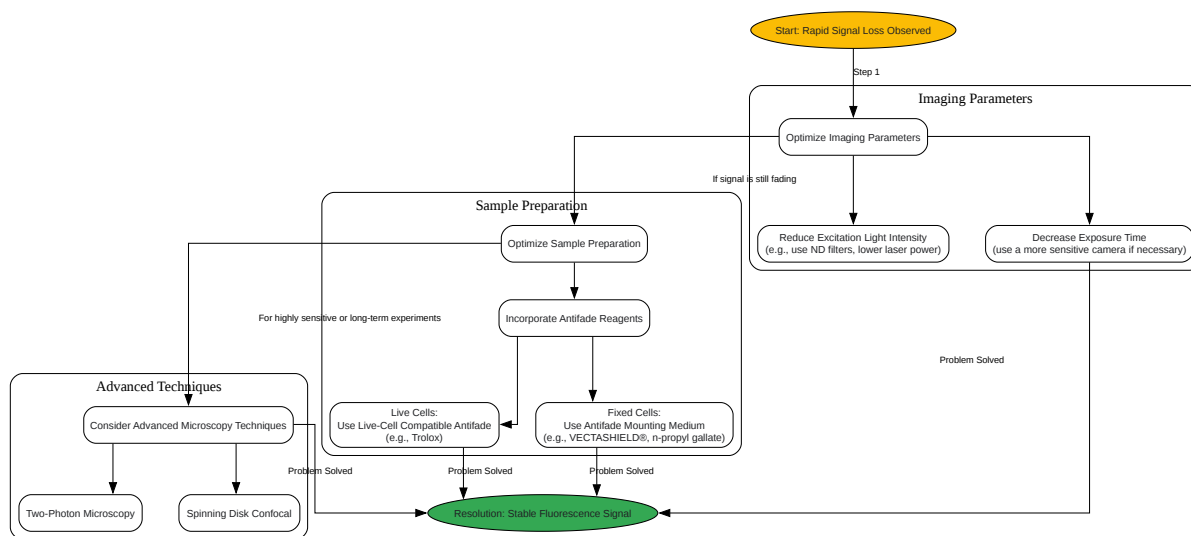 Start: Rapid Signal Loss Observed
Step 1
Imaging Parameters
Optimize Imaging Parameters
If signal is still fading
Sample Preparation
Optimize Sample Preparation
Reduce Excitation Light Intensity
(e.g., use ND filters, lower laser power)
Decrease Exposure Time
(use a more sensitive camera if necessary)
Incorporate Antifade Reagents
For highly sensitive or long-term experiments
Problem Solved
Advanced Techniques
Consider Advanced Microscopy Techniques
Live Cells:
Use Live-Cell Compatible Antifade
(e.g., Trolox)
Fixed Cells:
Use Antifade Mounting Medium
(e.g., VECTASHIELD®, n-propyl gallate)
Problem Solved
Problem Solved
Problem Solved
Two-Photon Microscopy
Spinning Disk Confocal
Resolution: Stable Fluorescence Signal